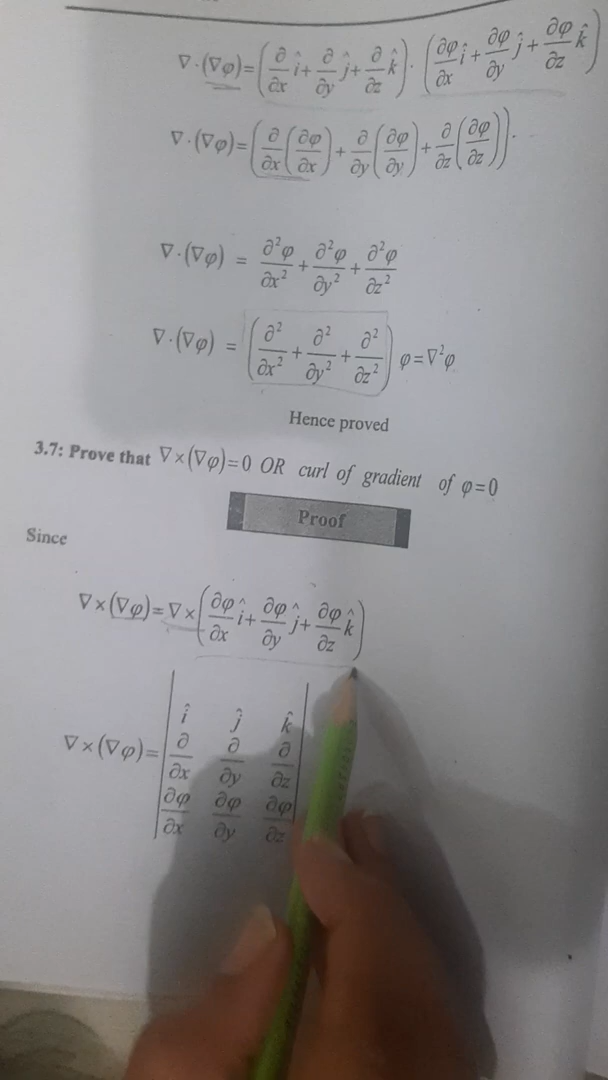 ∇·(∇φ)=(∂/∂x î+∂/∂y ĵ+∂/∂z k̂)·(∂φ/∂x î+∂φ/∂y ĵ+∂φ/∂z k̂)
∇·(∇φ)=(∂/∂x(∂φ/∂x)+∂/∂y(∂φ/∂y)+∂/∂z(∂φ/∂z)).
∇·(∇φ) = ∂²φ/∂x²+∂²φ/∂y²+∂²φ/∂z²
∇·(∇φ) = (∂²/∂x²+∂²/∂y²+∂²/∂z²)φ=∇²φ
Hence proved
3.7: Prove that ∇×(∇φ)=0 OR curl of gradient of φ=0
Proof
Since
∇×(∇φ)=∇×(∂φ/∂x î+∂φ/∂y ĵ+∂φ/∂z k̂)
∇×(∇φ)=| î ĵ k̂
∂/∂x ∂/∂y ∂/∂z
∂φ/∂x ∂φ/∂y ∂φ/∂z |